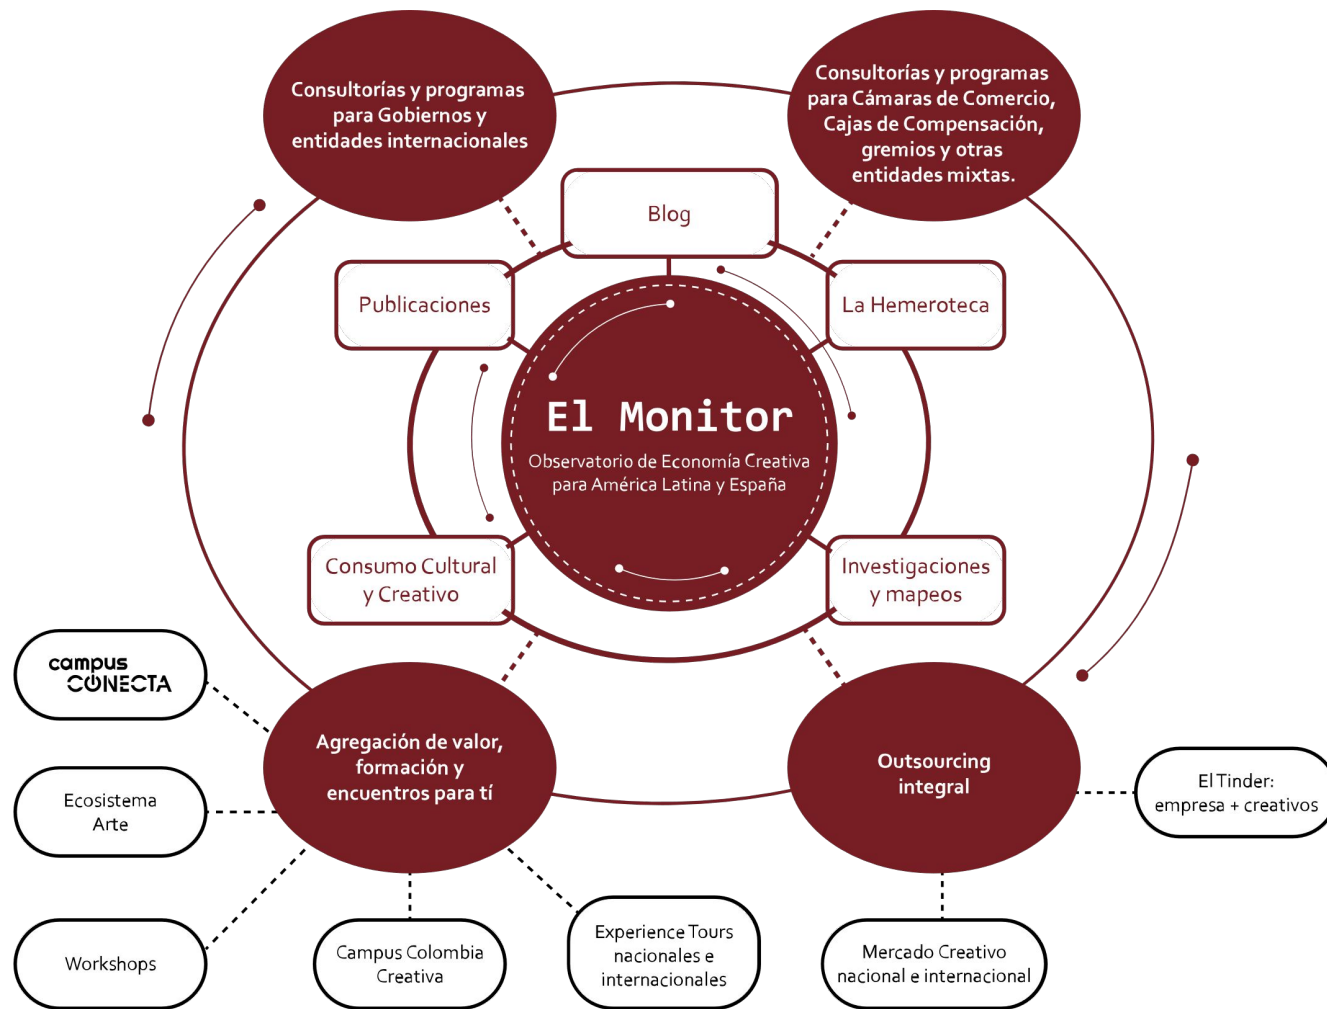 Consultorías y programas
para Gobiernos y
entidades internacionales
Consultorías y programas
para Cámaras de Comercio,
Cajas de Compensación,
gremios y otras
entidades mixtas.
Blog
Publicaciones
La Hemeroteca
El Monitor
Observatorio de Economía Creativa
para América Latina y España
Consumo Cultural
y Creativo
Investigaciones
y mapeos
campus
CONECTA
Agregación de valor,
formación y
encuentros para tí
Outsourcing
integral
El Tinder:
empresa + creativos
Ecosistema
Arte
Workshops
Campus Colombia
Creativa
Experience Tours
nacionales e
internacionales
Mercado Creativo
nacional e internacional